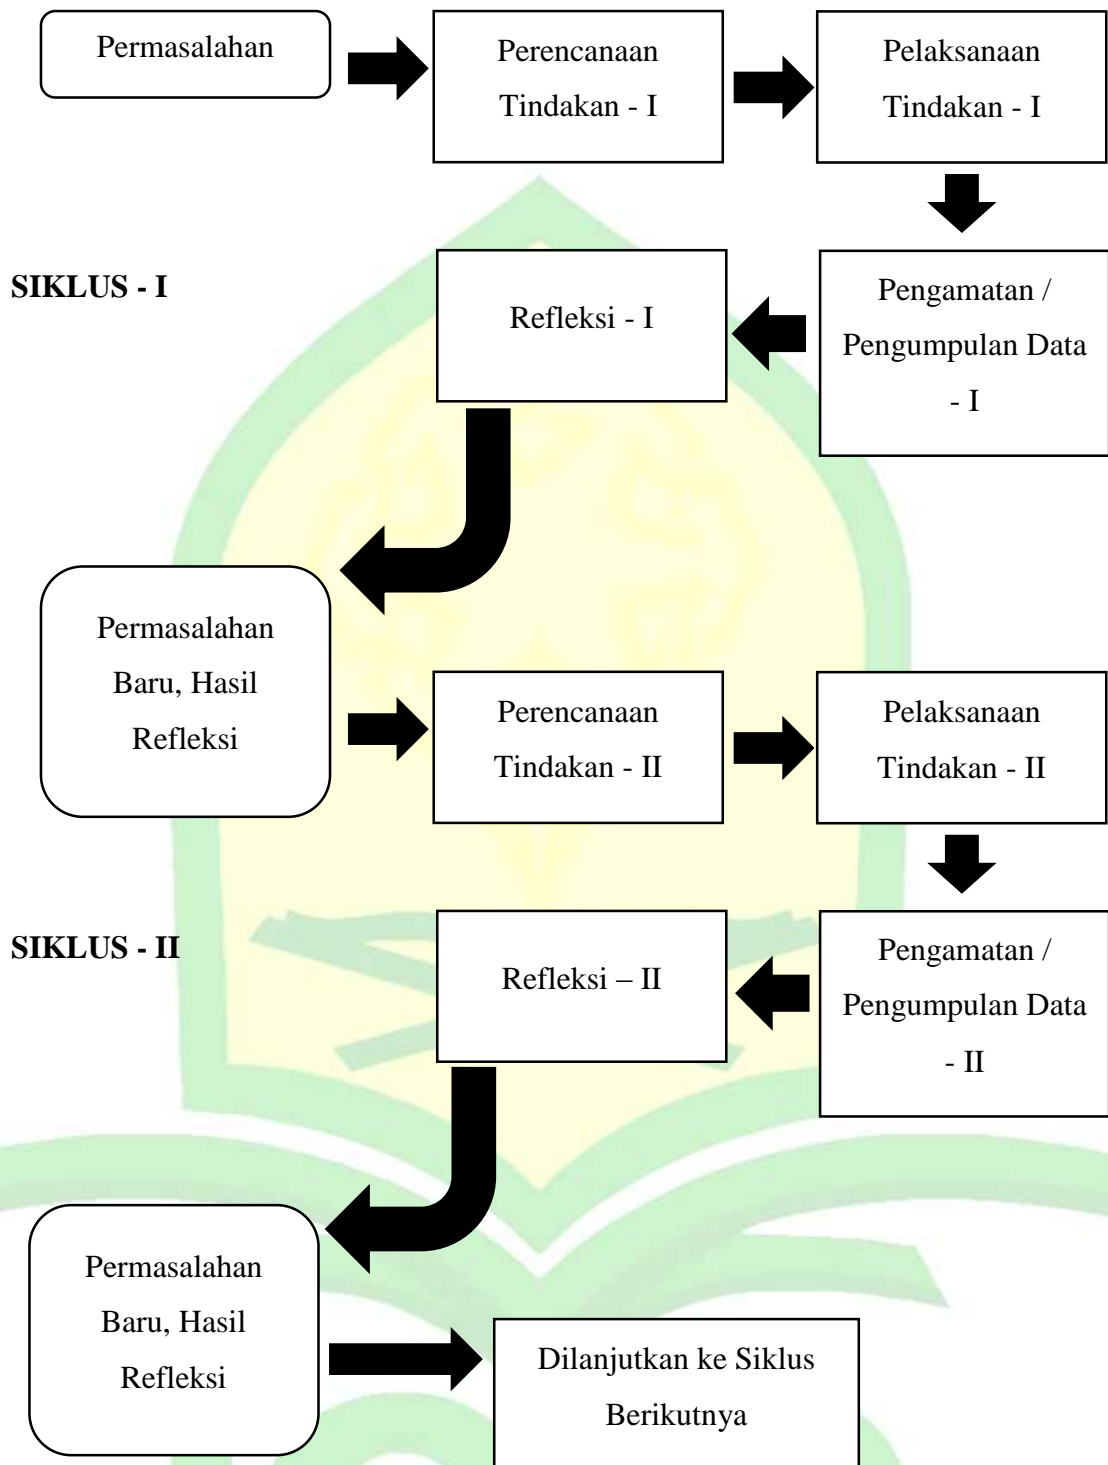 Permasalahan
Perencanaan
Tindakan - I
Pelaksanaan
Tindakan - I
SIKLUS - I
Pengamatan /
Pengumpulan Data
- I
Refleksi - I
Permasalahan
Baru, Hasil
Refleksi
Perencanaan
Tindakan - II
Pelaksanaan
Tindakan - II
SIKLUS - II
Pengamatan /
Pengumpulan Data
- II
Refleksi – II
Permasalahan
Baru, Hasil
Refleksi
Dilanjutkan ke Siklus
Berikutnya